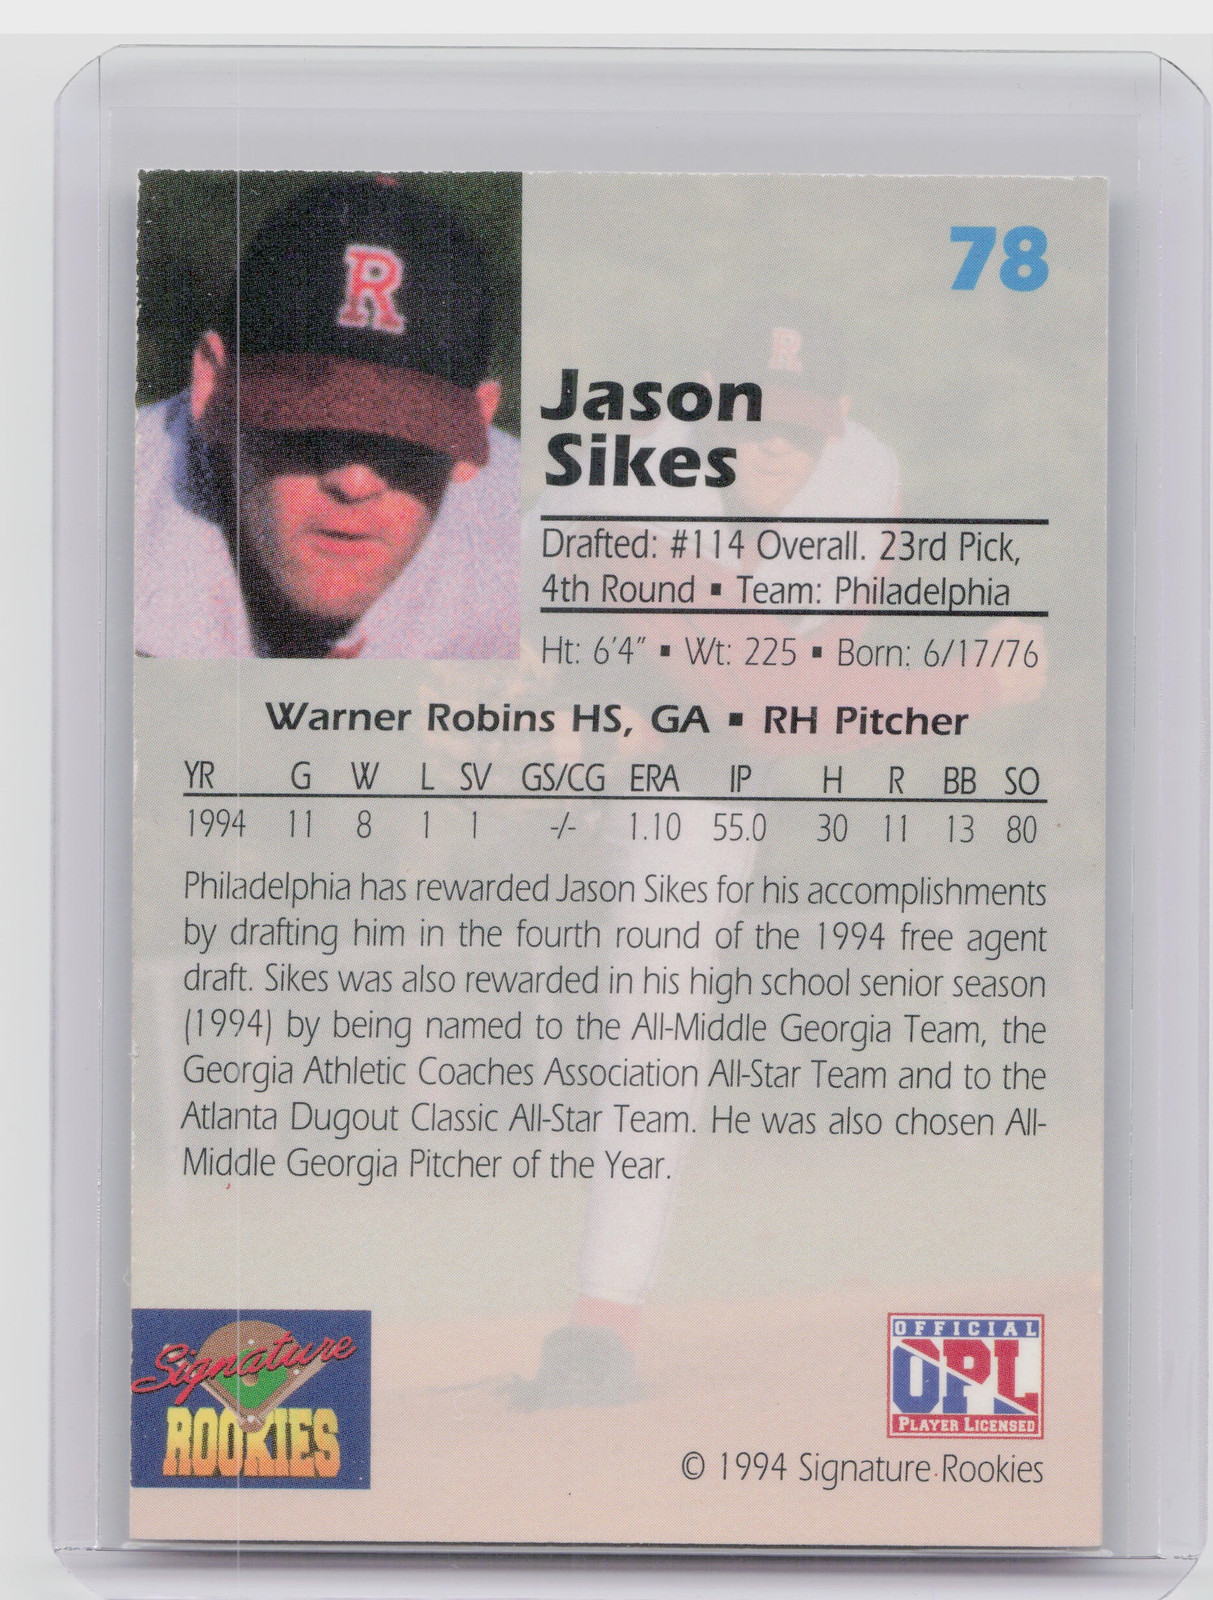 R
78
R
Jason
Sikes
Drafted: #114 Overall. 23rd Pick,
4th Round ▪ Team: Philadelphia
Ht: 6'4" ▪ Wt: 225 ▪ Born: 6/17/76
Warner Robins HS, GA ▪ RH Pitcher
YR G W L SV GS/CG ERA IP H R BB SO
1994 11 8 1 1 -/- 1.10 55.0 30 11 13 80
Philadelphia has rewarded Jason Sikes for his accomplishments
by drafting him in the fourth round of the 1994 free agent
draft. Sikes was also rewarded in his high school senior season
(1994) by being named to the All-Middle Georgia Team, the
Georgia Athletic Coaches Association All-Star Team and to the
Atlanta Dugout Classic All-Star Team. He was also chosen All-
Middle Georgia Pitcher of the Year.
Signature
ROOKIES
OFFICIAL
OPL
PLAYER LICENSED
© 1994 Signature Rookies